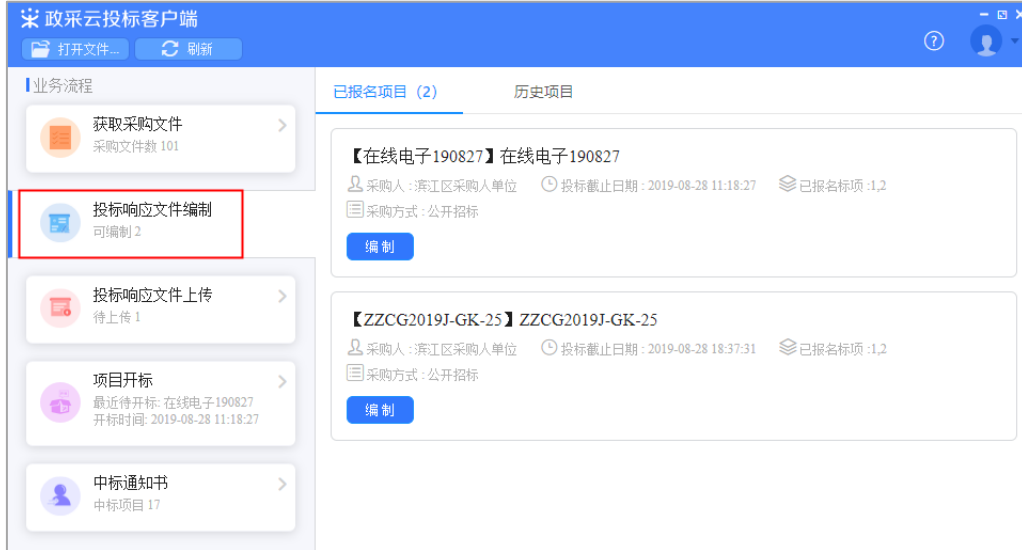 政采云投标客户端
打开文件... 刷新
业务流程
获取采购文件
采购文件数 101
投标响应文件编制
可编制 2
投标响应文件上传
待上传 1
项目开标
最近待开标: 在线电子190827
开标时间: 2019-08-28 11:18:27
中标通知书
中标项目 17
已报名项目（2） 历史项目
【在线电子190827】在线电子190827
采购人 : 滨江区采购人单位 投标截止日期 : 2019-08-28 11:18:27 已报名标项 :1,2
采购方式 : 公开招标
编 制
【ZZCG2019J-GK-25】ZZCG2019J-GK-25
采购人 : 滨江区采购人单位 投标截止日期 : 2019-08-28 18:37:31 已报名标项 :1,2
采购方式 : 公开招标
编 制